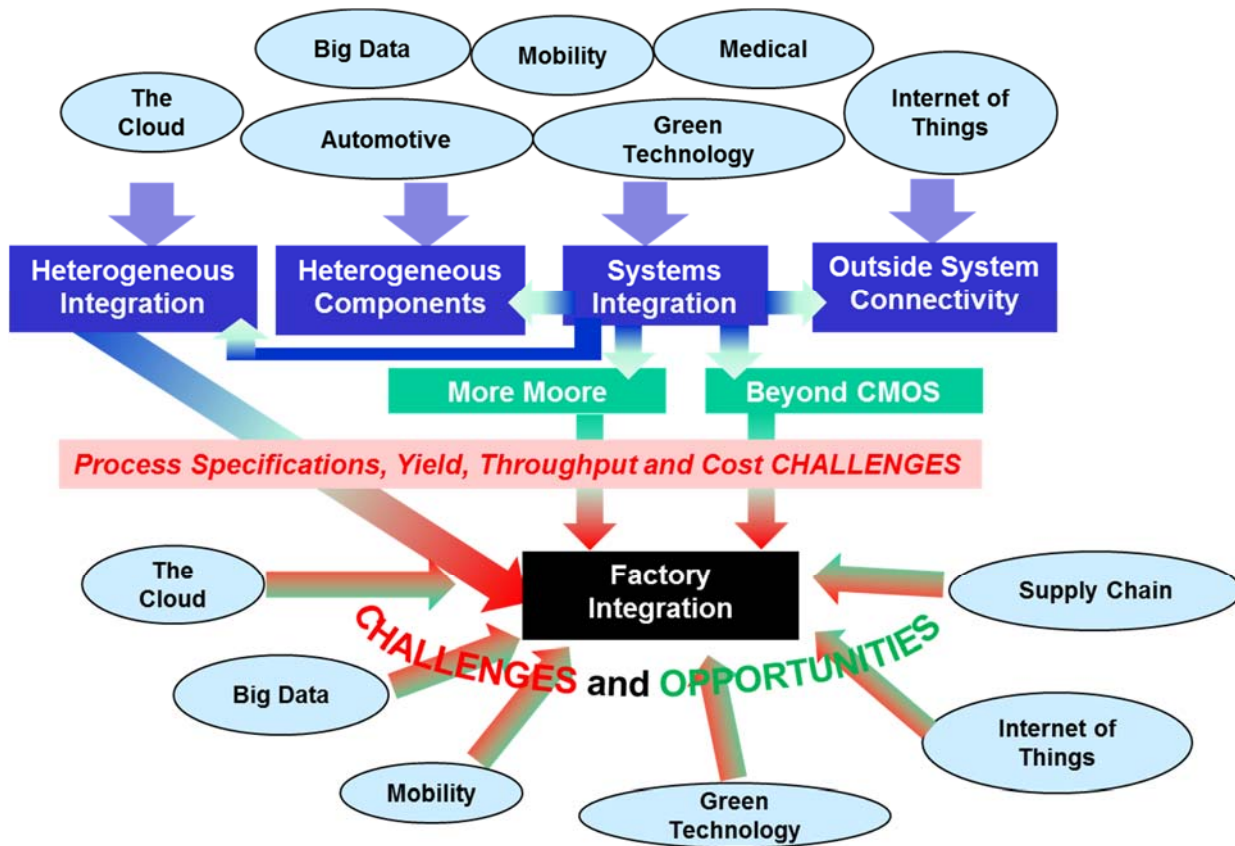 Big Data
Mobility
Medical
The
Cloud
Internet of
Things
Automotive
Green
Technology
Heterogeneous
Integration
Heterogeneous
Components
Systems
Integration
Outside System
Connectivity
More Moore
Beyond CMOS
Process Specifications, Yield, Throughput and Cost CHALLENGES
Factory
Integration
The
Cloud
Supply Chain
CHALLENGES and OPPORTUNITIES
Big Data
Internet of
Things
Mobility
Green
Technology